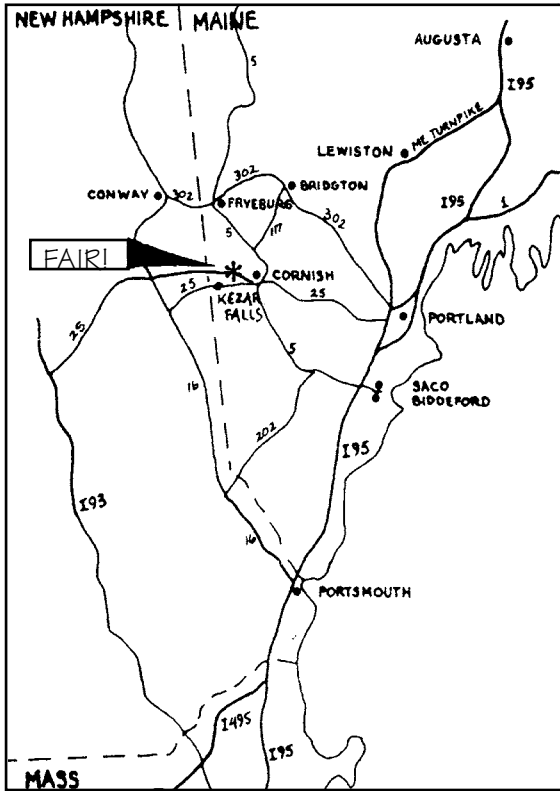 NEW HAMPSHIRE
MAINE
AUGUSTA
5
I95
ME TURNPIKE
LEWISTON
302
BRIDGTON
CONWAY
302
FRYEBURG
302
I95
1
5
117
FAIR!
CORNISH
25
KEZAR
FALLS
25
PORTLAND
25
5
16
SACO
BIDDEFORD
202
I95
I93
16
PORTSMOUTH
I495
I95
MASS